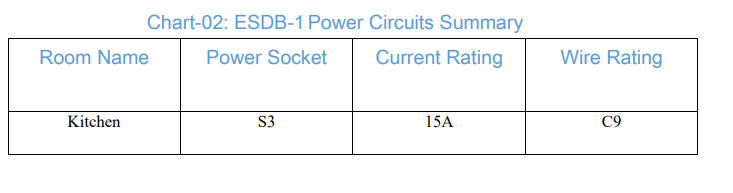 Chart-02: ESDB-1 Power Circuits Summary
Room Name Power Socket Current Rating Wire Rating
Kitchen S3 15A C9